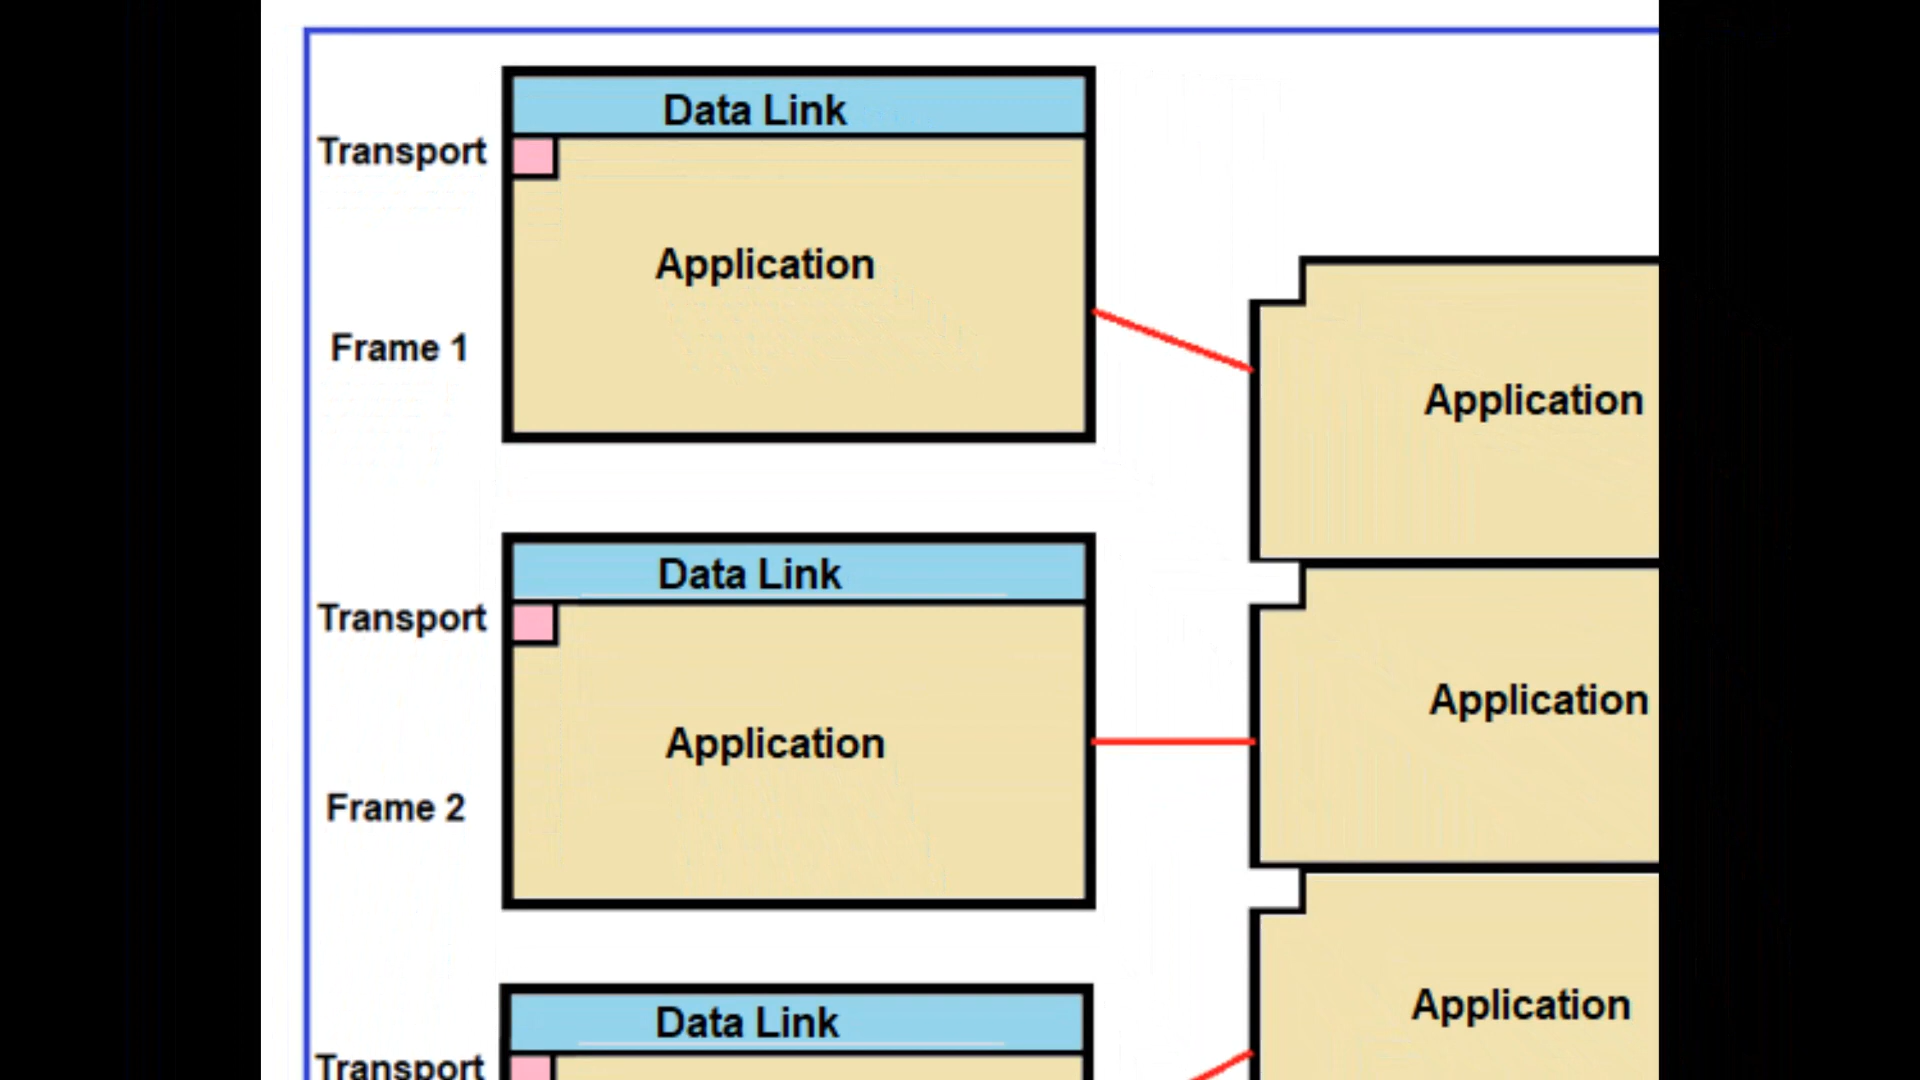 Data Link
Transport
Application
Frame 1
Application
Data Link
Transport
Application
Application
Frame 2
Data Link
Application
Transport